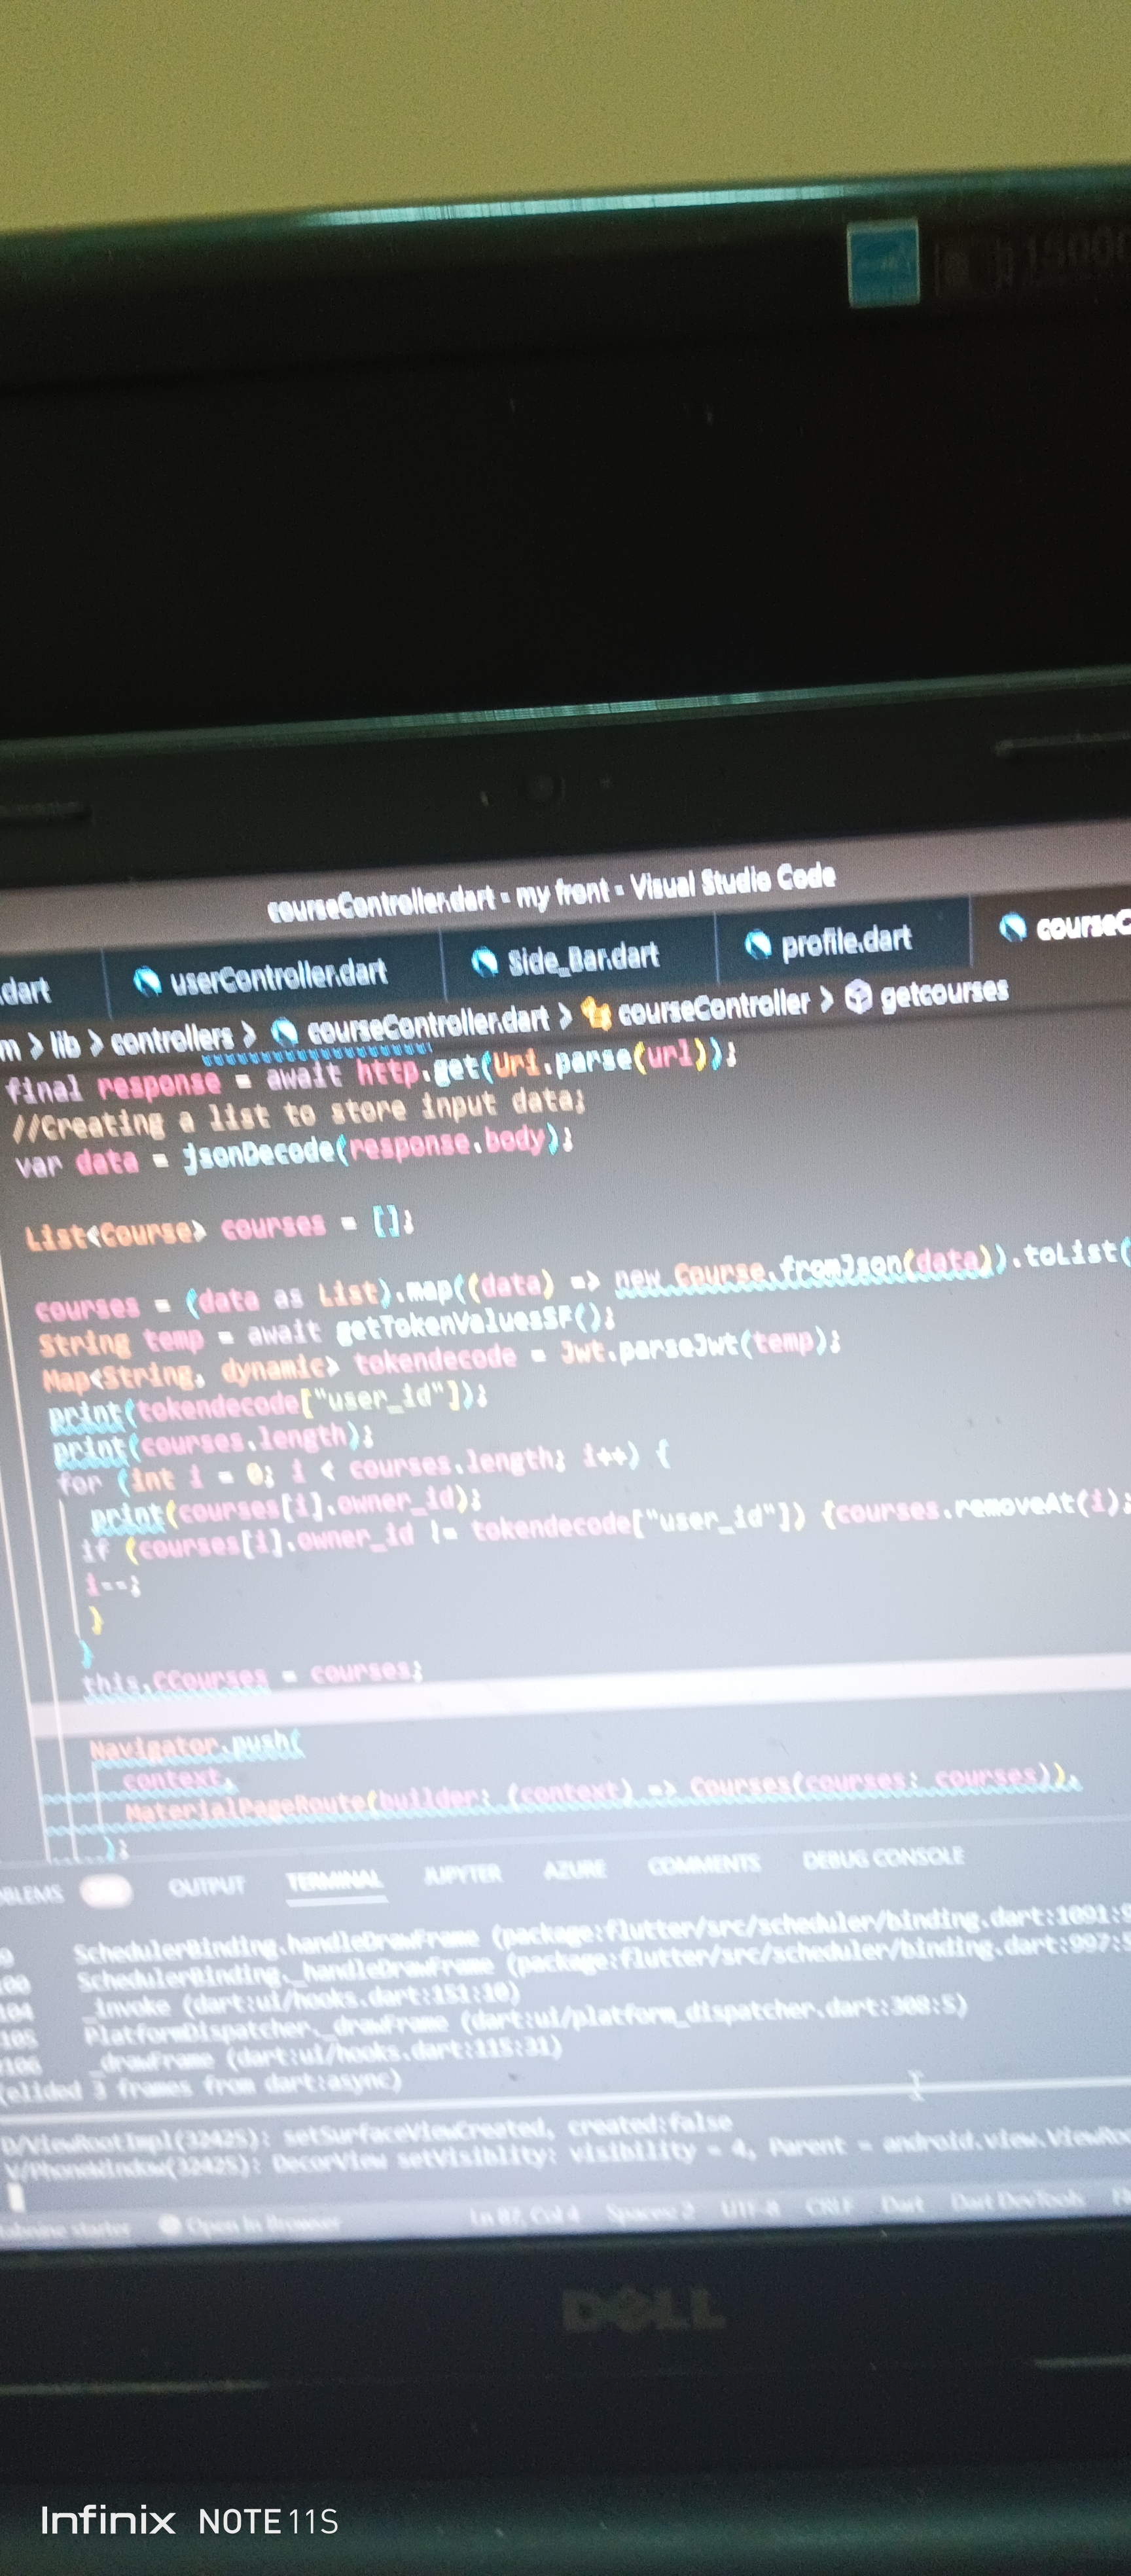 courseController.dart - my front - Visual Studio Code
.dart userController.dart Side_Bar.dart profile.dart courseC
m > lib > controllers > courseController.dart > courseController > getcourses
final response = await http.get(Uri.parse(url));
//Creating a list to store input data;
var data = jsonDecode(response.body);
List<Course> courses = [];
courses = (data as List).map((data) => new Course.fromJson(data)).toList(
String temp = await getTokenValuesSF();
Map<String, dynamic> tokendecode = Jwt.parseJwt(temp);
print(tokendecode["user_id"]);
print(courses.length);
for (int i = 0; i < courses.length; i++) {
print(courses[i].owner_id);
if (courses[i].owner_id != tokendecode["user_id"]) {courses.removeAt(i);
i--;
}
}
this.CCourses = courses;
Navigator.push(
context,
MaterialPageRoute(builder: (context) => Courses(courses: courses)),
);
OBLEMS OUTPUT TERMINAL JUPYTER AZURE COMMENTS DEBUG CONSOLE
9 SchedulerBinding.handleDrawFrame (package:flutter/src/scheduler/binding.dart:1091:9
100 SchedulerBinding._handleDrawFrame (package:flutter/src/scheduler/binding.dart:997:5
104 _invoke (dart:ui/hooks.dart:151:10)
105 PlatformDispatcher._drawFrame (dart:ui/platform_dispatcher.dart:308:5)
106 _drawFrame (dart:ui/hooks.dart:115:31)
(elided 3 frames from dart:async)
D/ViewRootImpl(32425): setSurfaceViewCreated, created:false
V/PhoneWindow(32425): DecorView setVisiblity: visibility = 4, Parent = android.view.ViewRoo
starter Open In Browser Ln 87, Col 4 Spaces: 2 UTF-8 CRLF Dart Dart DevTools
DELL
Infinix NOTE 11S